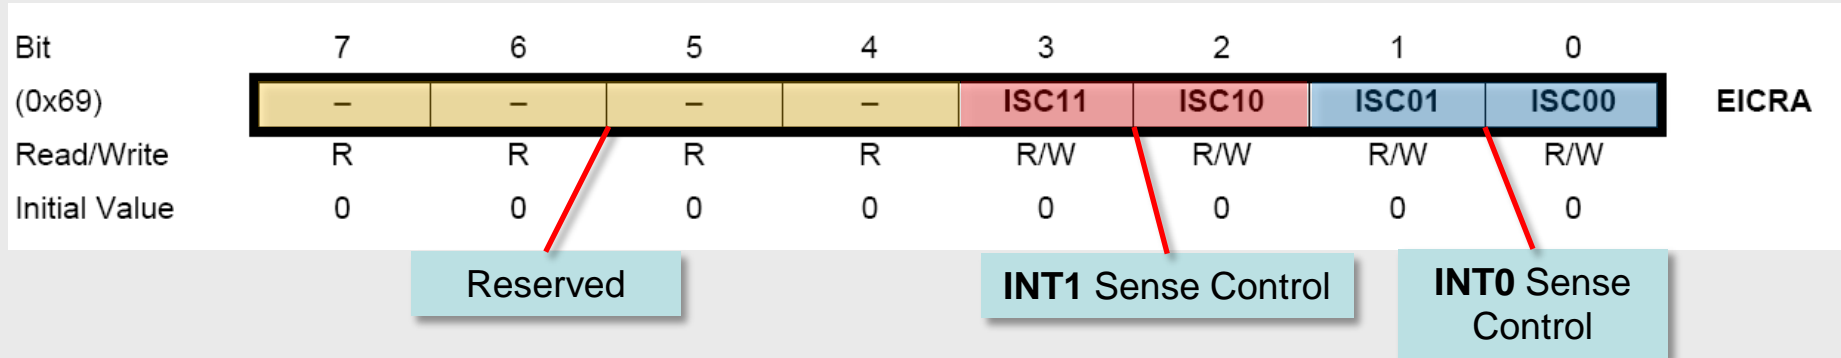 Bit 7 6 5 4 3 2 1 0
(0x69) – – – – ISC11 ISC10 ISC01 ISC00 EICRA
Read/Write R R R R R/W R/W R/W R/W
Initial Value 0 0 0 0 0 0 0 0
Reserved
INT1 Sense Control
INT0 Sense
Control